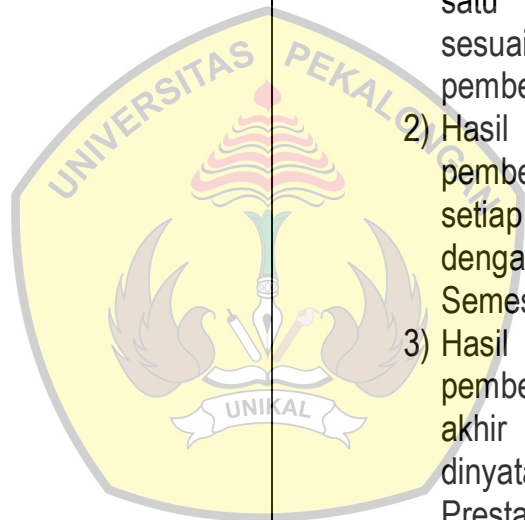 satu
sesuai
pembe
2) Hasil
pembe
setiap
denga
Semes
3) Hasil
pembe
akhir
dinyata
Presta
UNIVERSITAS PEKALONGAN
UNIKAL